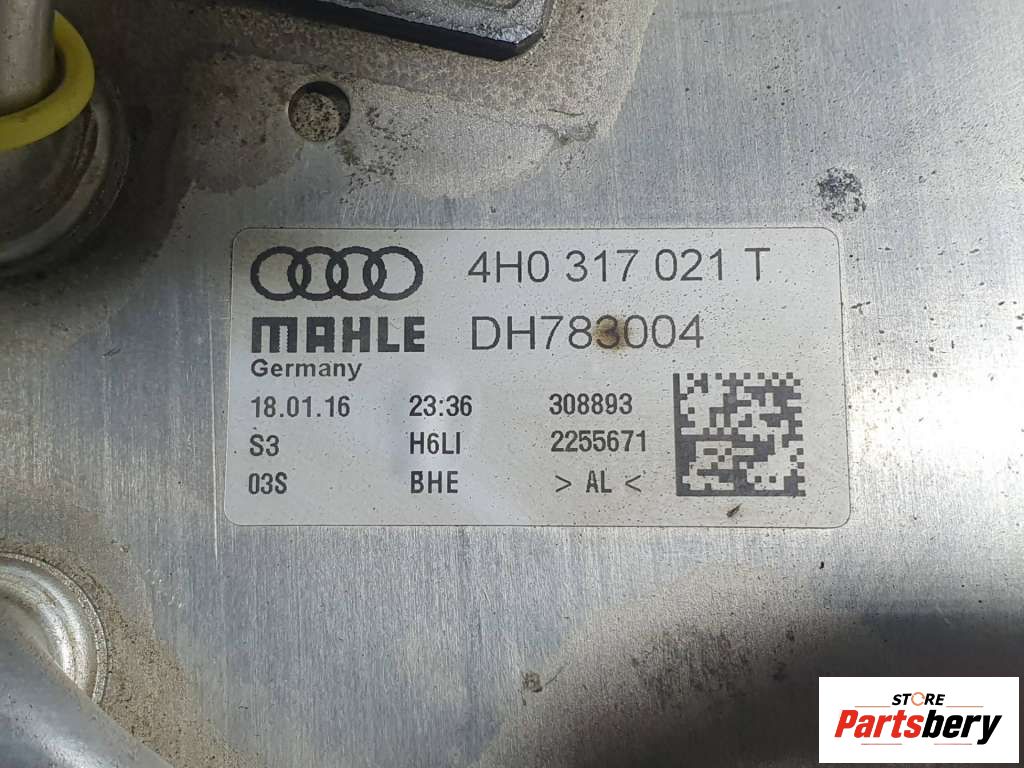 4H0 317 021 T
MAHLE DH783004
Germany
18.01.16 23:36 308893
S3 H6LI 2255671
03S BHE > AL <
STORE
Partsbery